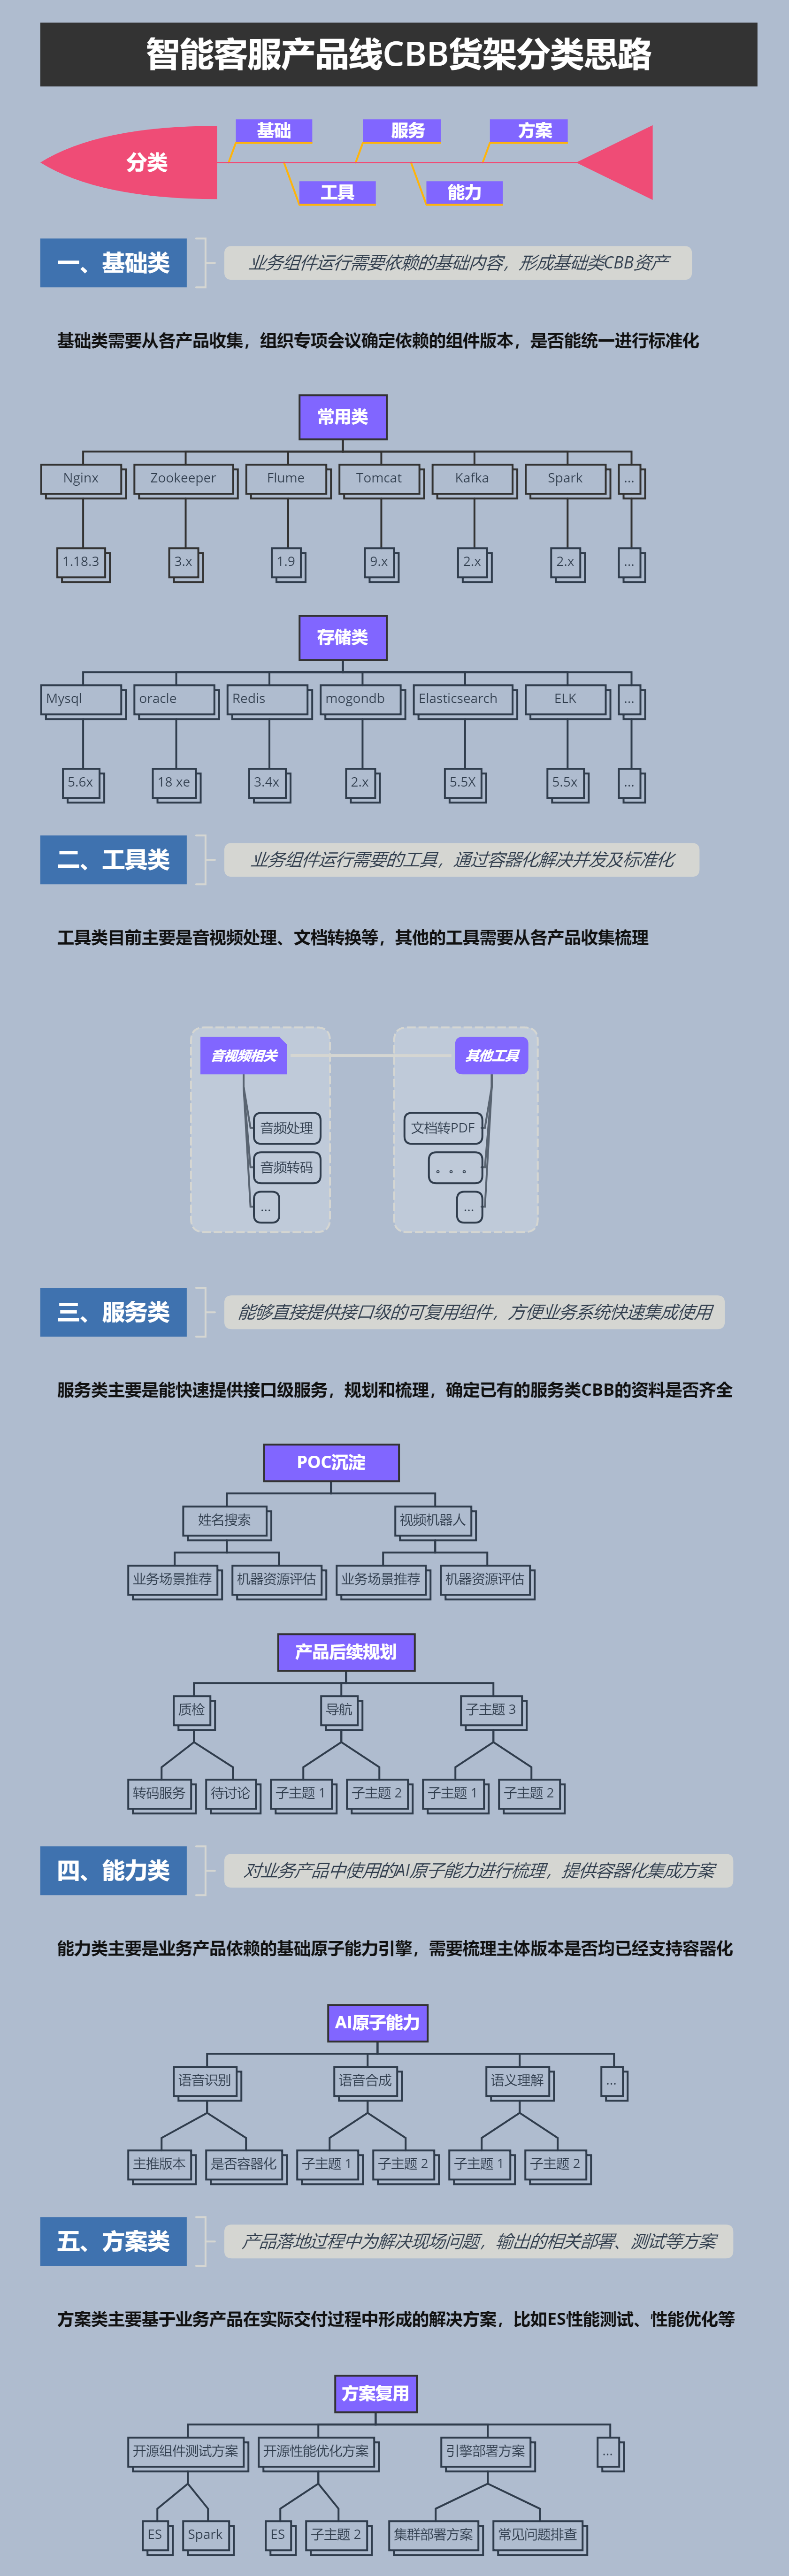 智能客服产品线CBB货架分类思路
基础
服务
方案
分类
工具
能力
一、基础类
业务组件运行需要依赖的基础内容，形成基础类CBB资产
基础类需要从各产品收集，组织专项会议确定依赖的组件版本，是否能统一进行标准化
常用类
Nginx
Zookeeper
Flume
Tomcat
Kafka
Spark
...
1.18.3
3.x
1.9
9.x
2.x
2.x
...
存储类
Mysql
oracle
Redis
mogondb
Elasticsearch
ELK
...
5.6x
18 xe
3.4x
2.x
5.5X
5.5x
...
二、工具类
业务组件运行需要的工具，通过容器化解决并发及标准化
工具类目前主要是音视频处理、文档转换等，其他的工具需要从各产品收集梳理
音视频相关
其他工具
音频处理
文档转PDF
音频转码
。。。
...
...
三、服务类
能够直接提供接口级的可复用组件，方便业务系统快速集成使用
服务类主要是能快速提供接口级服务，规划和梳理，确定已有的服务类CBB的资料是否齐全
POC沉淀
姓名搜索
视频机器人
业务场景推荐
机器资源评估
业务场景推荐
机器资源评估
产品后续规划
质检
导航
子主题 3
转码服务
待讨论
子主题 1
子主题 2
子主题 1
子主题 2
四、能力类
对业务产品中使用的AI原子能力进行梳理，提供容器化集成方案
能力类主要是业务产品依赖的基础原子能力引擎，需要梳理主体版本是否均已经支持容器化
AI原子能力
语音识别
语音合成
语义理解
...
主推版本
是否容器化
子主题 1
子主题 2
子主题 1
子主题 2
五、方案类
产品落地过程中为解决现场问题，输出的相关部署、测试等方案
方案类主要基于业务产品在实际交付过程中形成的解决方案，比如ES性能测试、性能优化等
方案复用
开源组件测试方案
开源性能优化方案
引擎部署方案
...
ES
Spark
ES
子主题 2
集群部署方案
常见问题排查